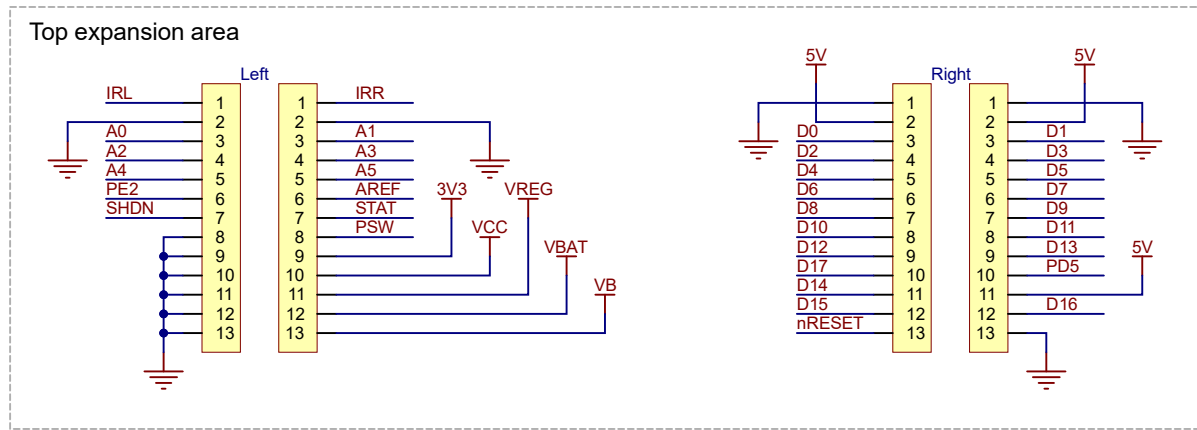 Top expansion area
Left
IRL 1
2
A0 3
A2 4
A4 5
PE2 6
SHDN 7
8
9
10
11
12
13
1 IRR
2
3 A1
4 A3
5 A5
6 AREF
7 STAT
8 PSW
9 3V3
10 VCC
11 VREG
12 VBAT
13 VB
Right
1
5V 2
D0 3
D2 4
D4 5
D6 6
D8 7
D10 8
D12 9
D17 10
D14 11
D15 12
nRESET 13
1
2 5V
3 D1
4 D3
5 D5
6 D7
7 D9
8 D11
9 D13
10 PD5
11 5V
12 D16
13